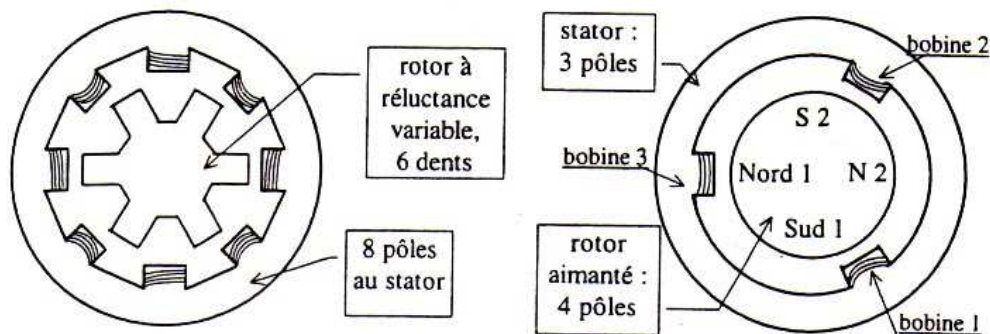 rotor à
réluctance
variable,
6 dents
8 pôles
au stator
stator :
3 pôles
bobine 2
bobine 3
S 2
Nord 1
N 2
Sud 1
rotor
aimanté :
4 pôles
bobine 1